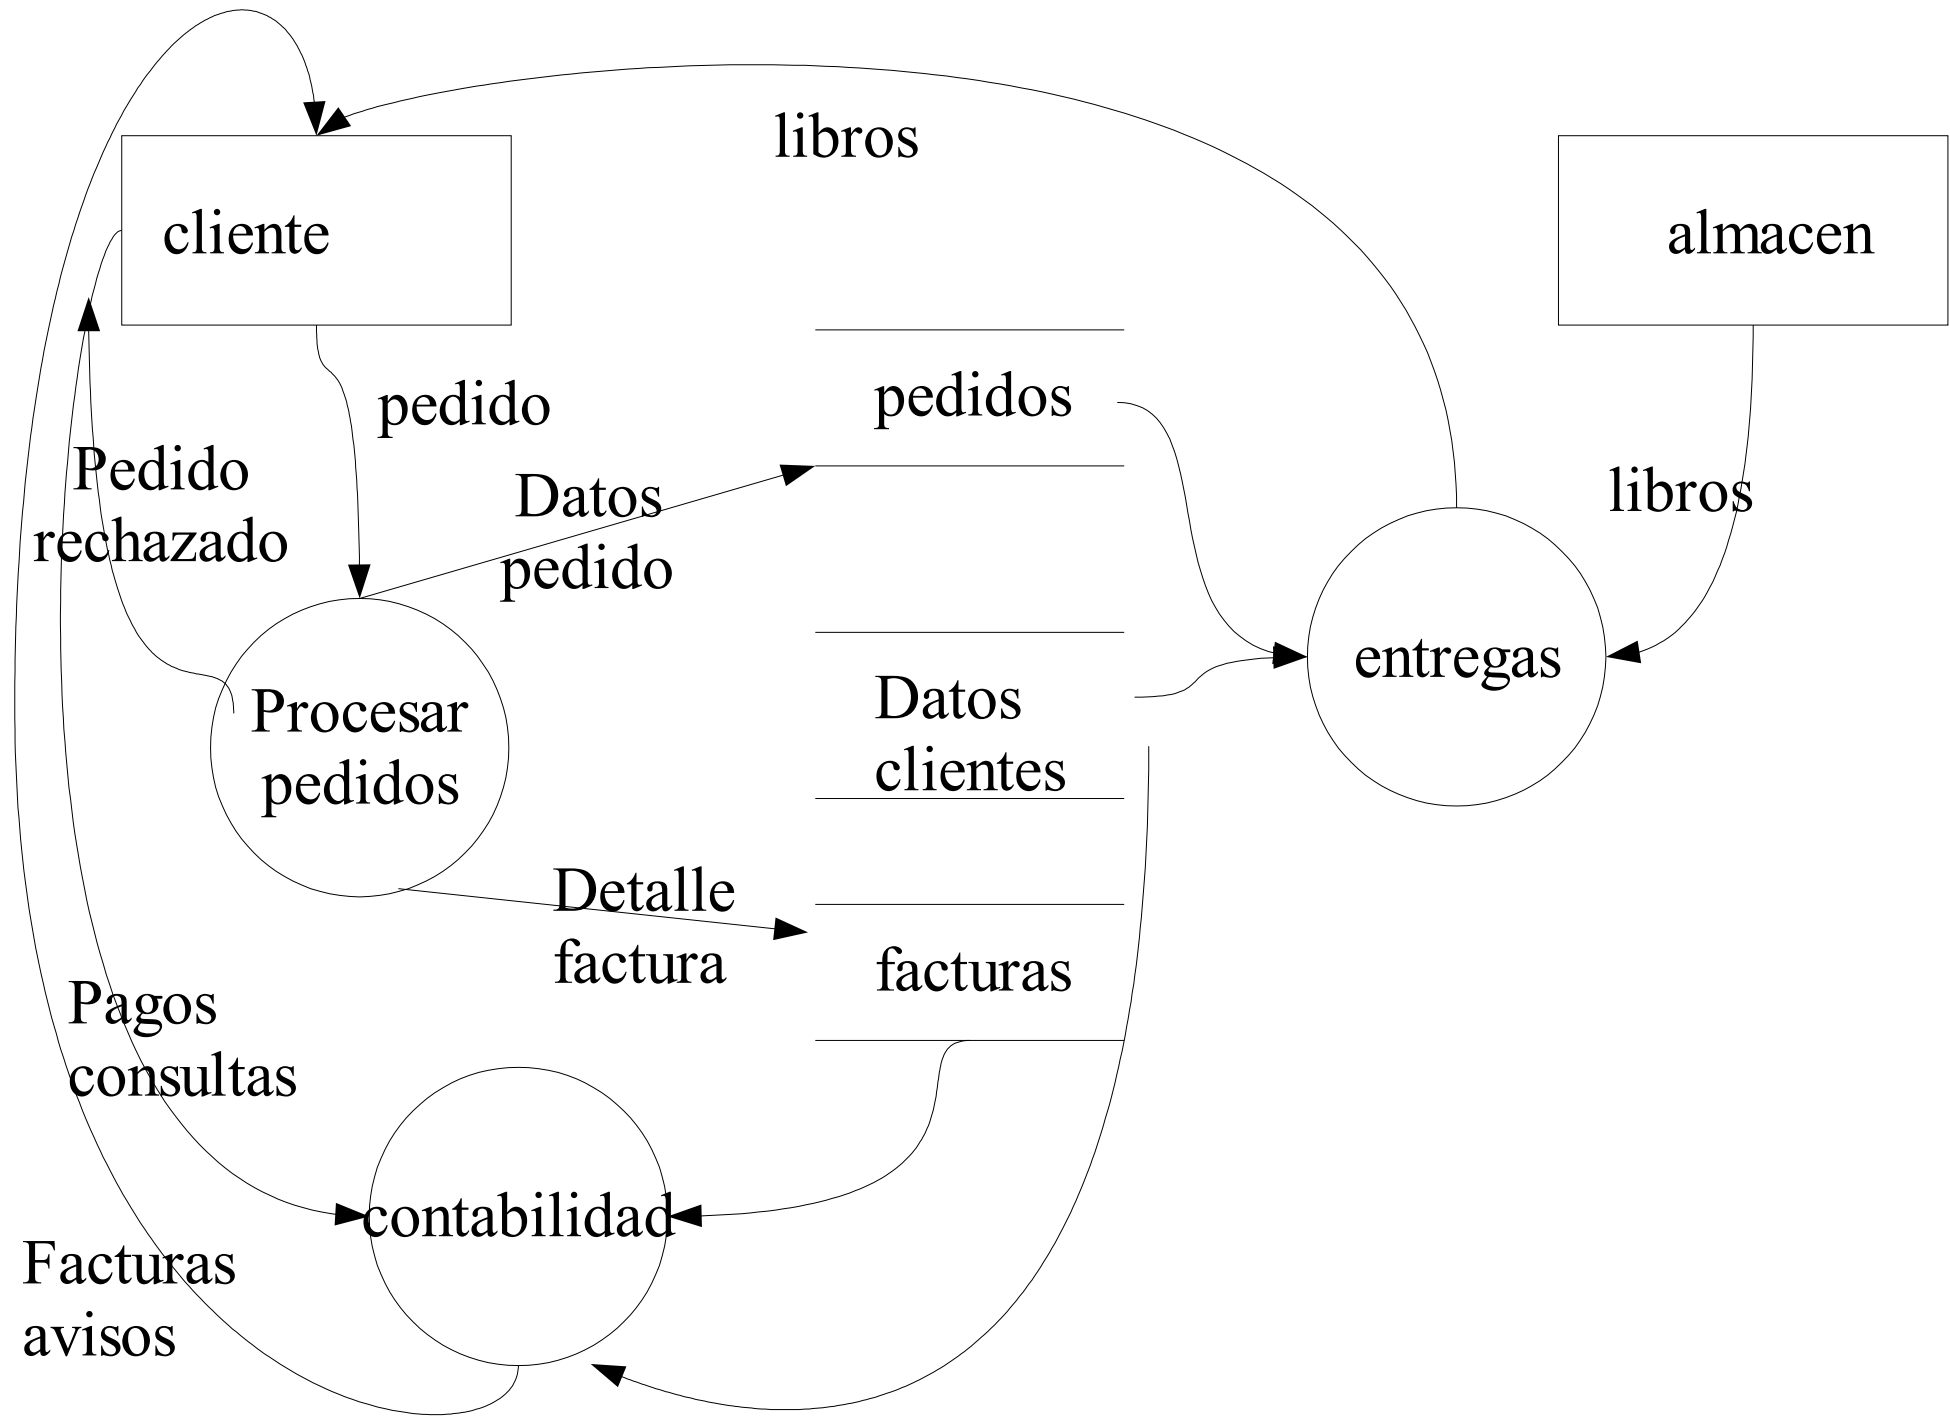 libros
cliente
almacen
pedido
pedidos
Pedido
rechazado
Datos
pedido
libros
entregas
Procesar
pedidos
Datos
clientes
Detalle
factura
facturas
Pagos
consultas
contabilidad
Facturas
avisos